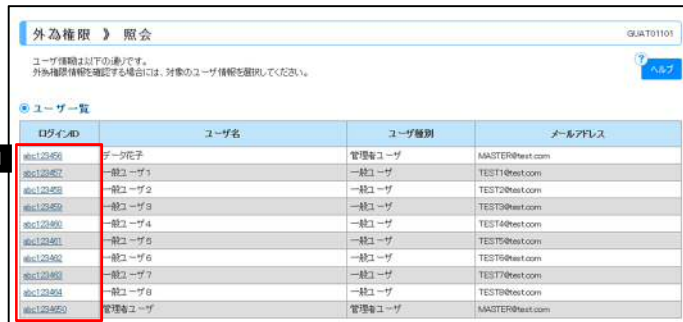 外為権限 》 照会
GUAT01101
ユーザ情報は以下の通りです。
外為権限情報を確認する場合には、対象のユーザ情報を選択してください。
? ヘルプ
ユーザ一覧
ログインID ユーザ名 ユーザ種別 メールアドレス
abc123456 データ花子 管理者ユーザ MASTER@test.com
abc123457 一般ユーザ1 一般ユーザ TEST1@test.com
abc123458 一般ユーザ2 一般ユーザ TEST2@test.com
abc123459 一般ユーザ3 一般ユーザ TEST3@test.com
abc123460 一般ユーザ4 一般ユーザ TEST4@test.com
abc123461 一般ユーザ5 一般ユーザ TEST5@test.com
abc123462 一般ユーザ6 一般ユーザ TEST6@test.com
abc123463 一般ユーザ7 一般ユーザ TEST7@test.com
abc123464 一般ユーザ8 一般ユーザ TEST8@test.com
abc1234650 管理者ユーザ 管理者ユーザ MASTER@test.com